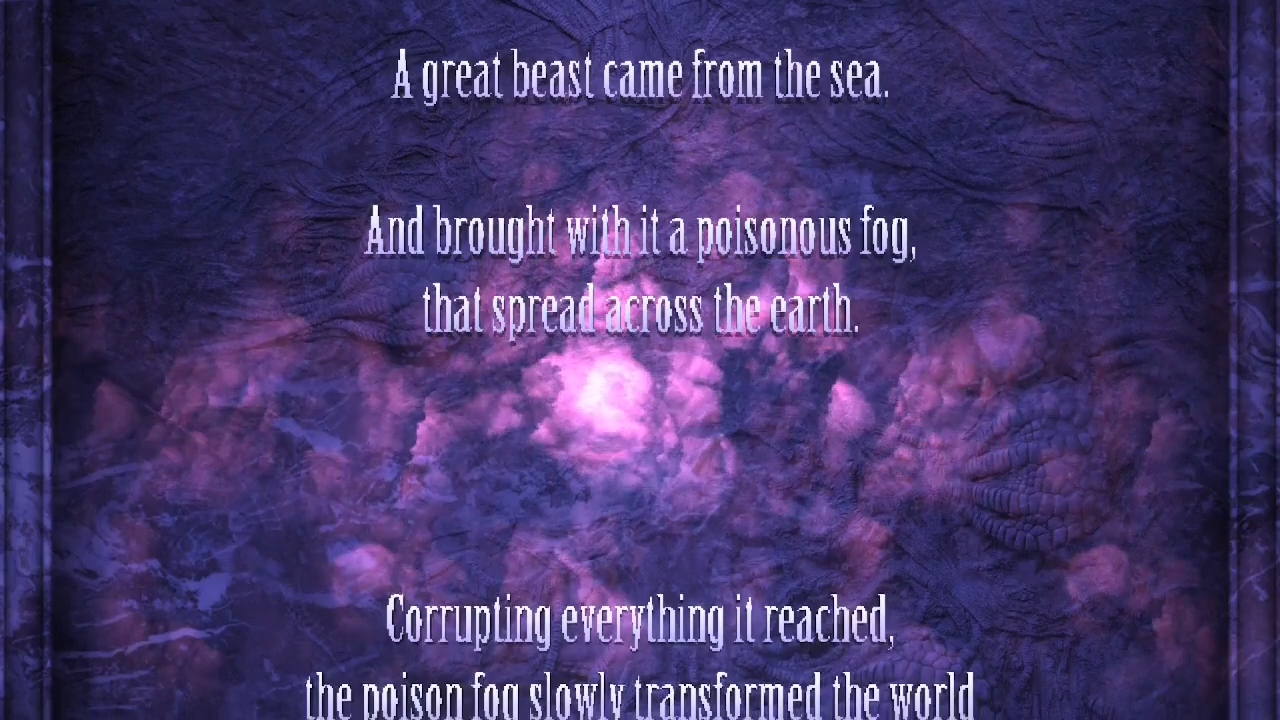 A great beast came from the sea.
And brought with it a poisonous fog,
that spread across the earth.
Corrupting everything it reached,
the poison fog slowly transformed the world